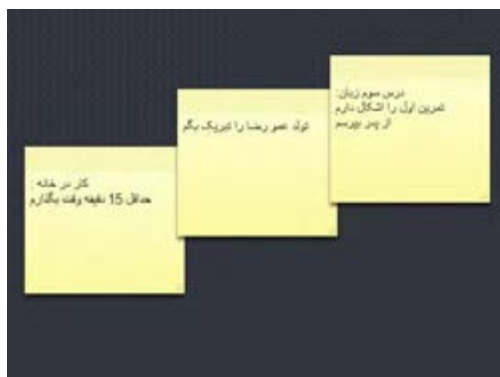 درس سوم زبان:
تمرین اول را اشکال دارم
از پدر بپرسم
تولد عمو رضا را تبریک بگم
کار در خانه :
حداقل 15 دقیقه وقت بگذارم